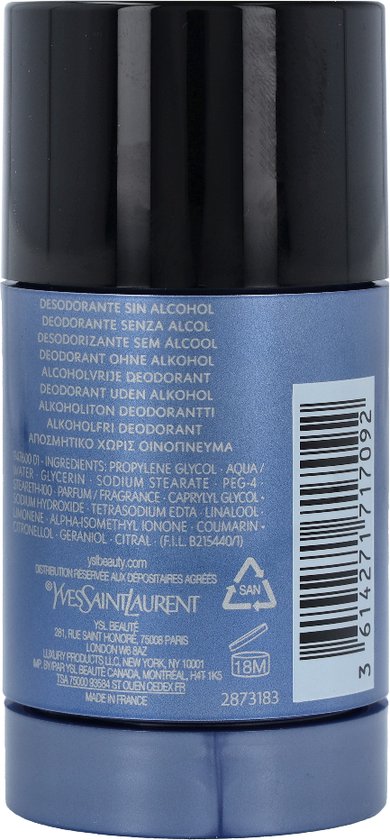 DESODORANTE SIN ALCOHOL
DEODORANTE SENZA ALCOL
DESODORIZANTE SEM ALCOOL
DEODORANT OHNE ALKOHOL
ALCOHOLVRIJE DEODORANT
DEODORANT UDEN ALKOHOL
ALKOHOLITON DEODORANTTI
ALKOHOLFRI DEODORANT
ΑΠΟΣΜΗΤΙΚΟ ΧΩΡΙΣ ΟΙΝΟΠΝΕΥΜΑ
01 - INGREDIENTS: PROPYLENE GLYCOL · AQUA /
WATER · GLYCERIN · SODIUM STEARATE · PEG-4 ·
STEARETH-100 · PARFUM / FRAGRANCE · CAPRYLYL GLYCOL ·
SODIUM HYDROXIDE · TETRASODIUM EDTA · LINALOOL ·
LIMONENE · ALPHA-ISOMETHYL IONONE · COUMARIN ·
CITRONELLOL · GERANIOL · CITRAL · (F.I.L. B215440/1)
yslbeauty.com
DISTRIBUTION RÉSERVÉE AUX DÉPOSITAIRES AGRÉÉS
®YVESSAINTLAURENT
YSL BEAUTÉ
281, RUE SAINT HONORÉ, 75008 PARIS
LONDON W6 8AZ
LUXURY PRODUCTS LLC, NEW YORK, NY 10001
MP. BY/PAR YSL BEAUTÉ CANADA, MONTRÉAL, H4T 1K5
TSA 75000 93584 ST OUEN CEDEX FR
MADE IN FRANCE
SAN
18M
2873183
3 614271 717092